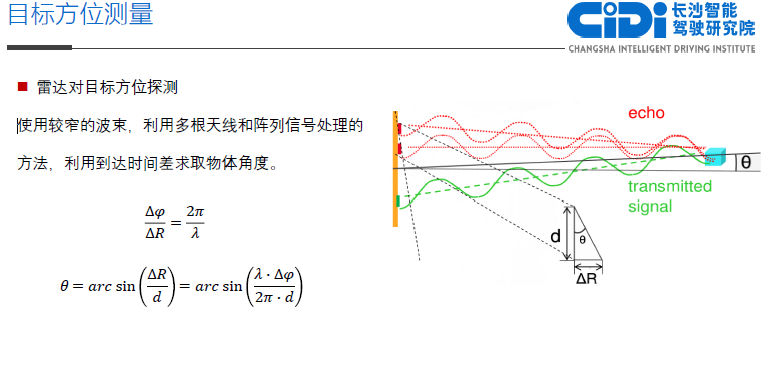 目标方位测量
CiDi 长沙智能
驾驶研究院
CHANGSHA INTELLIGENT DRIVING INSTITUTE
雷达对目标方位探测
使用较窄的波束，利用多根天线和阵列信号处理的
方法，利用到达时间差求取物体角度。
Δφ/ΔR = 2π/λ
θ = arc sin(ΔR/d) = arc sin(λ · Δφ/2π · d)
echo
θ
transmitted
signal
d
θ
ΔR